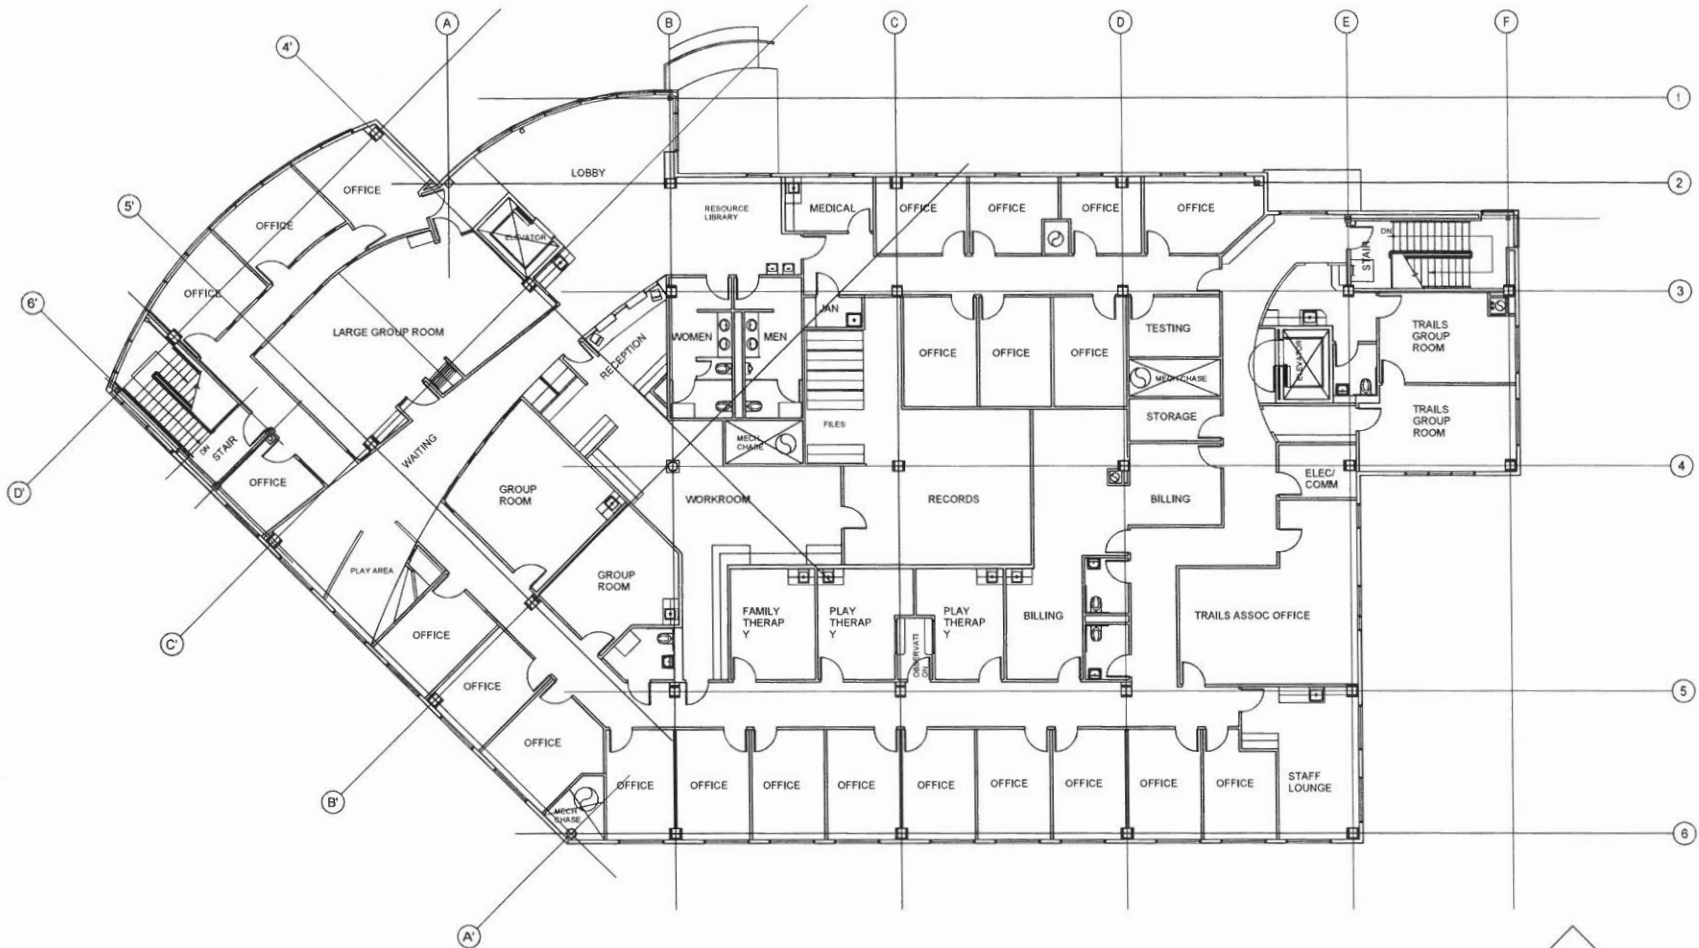 A
B
C
D
E
F
4'
1
LOBBY
OFFICE
2
RESOURCE
LIBRARY
MEDICAL
OFFICE
OFFICE
OFFICE
OFFICE
5'
OFFICE
ELEVATOR
DN
STAIR
OFFICE
6'
3
LARGE GROUP ROOM
RECEPTION
WOMEN
MEN
JAN
OFFICE
OFFICE
OFFICE
TESTING
MECH CHASE
ELEVATOR
TRAILS
GROUP
ROOM
STORAGE
TRAILS
GROUP
ROOM
FILES
MECH
CHASE
DN
STAIR
WAITING
4
D'
OFFICE
GROUP
ROOM
WORKROOM
RECORDS
BILLING
ELEC/
COMM
PLAY AREA
GROUP
ROOM
FAMILY
THERAP
Y
PLAY
THERAP
Y
OBSERVATI
ON
PLAY
THERAP
Y
BILLING
TRAILS ASSOC OFFICE
C'
OFFICE
OFFICE
5
OFFICE
OFFICE
OFFICE
OFFICE
OFFICE
OFFICE
OFFICE
OFFICE
OFFICE
OFFICE
STAFF
LOUNGE
B'
MECH
CHASE
6
A'